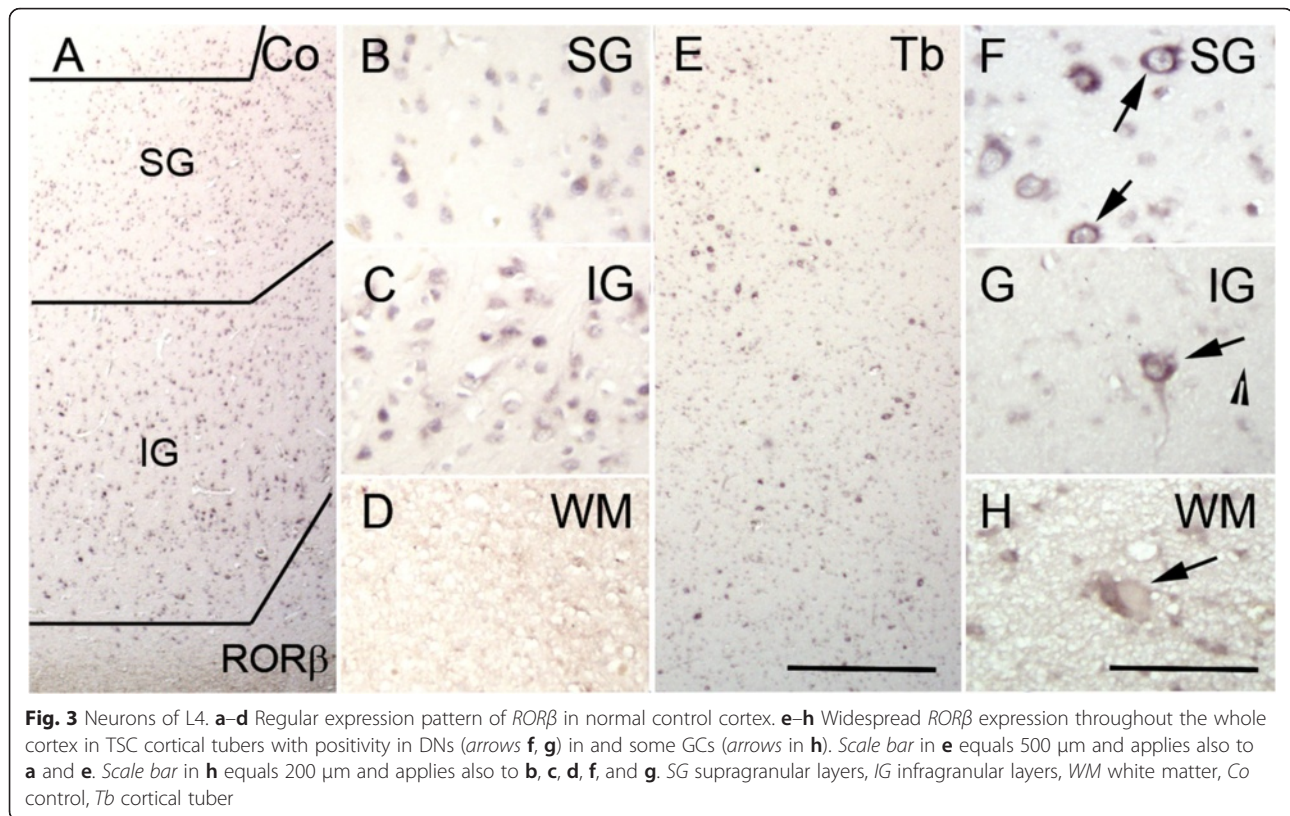 A
Co
SG
IG
RORβ
B
SG
C
IG
D
WM
E
Tb
F
SG
G
IG
H
WM
Fig. 3 Neurons of L4. a–d Regular expression pattern of RORβ in normal control cortex. e–h Widespread RORβ expression throughout the whole
cortex in TSC cortical tubers with positivity in DNs (arrows f, g) in and some GCs (arrows in h). Scale bar in e equals 500 μm and applies also to
a and e. Scale bar in h equals 200 μm and applies also to b, c, d, f, and g. SG supragranular layers, IG infragranular layers, WM white matter, Co
control, Tb cortical tuber